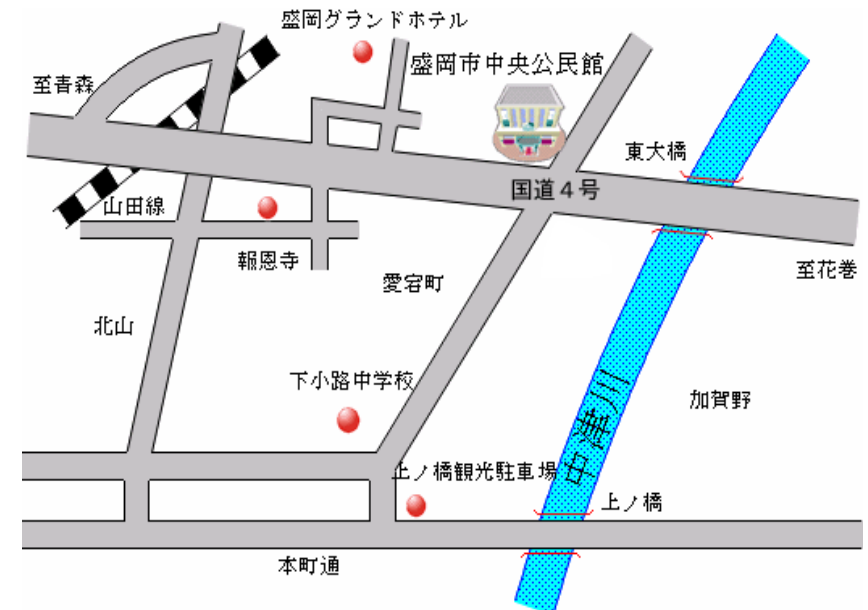 盛岡グランドホテル
盛岡市中央公民館
至青森
東大橋
国道４号
山田線
報恩寺
至花巻
愛宕町
北山
下小路中学校
加賀野
中津川
上ノ橋観光駐車場
上ノ橋
本町通